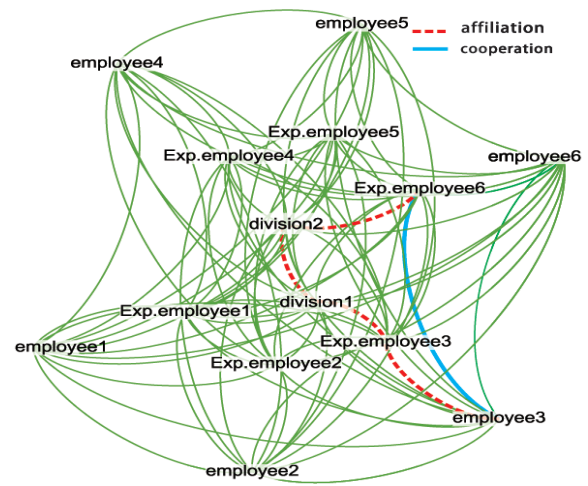 employee5
affiliation
cooperation
employee4
Exp.employee5
Exp.employee4
employee6
Exp.employee6
division2
division1
Exp.employee1
Exp.employee3
employee1
Exp.employee2
employee3
employee2